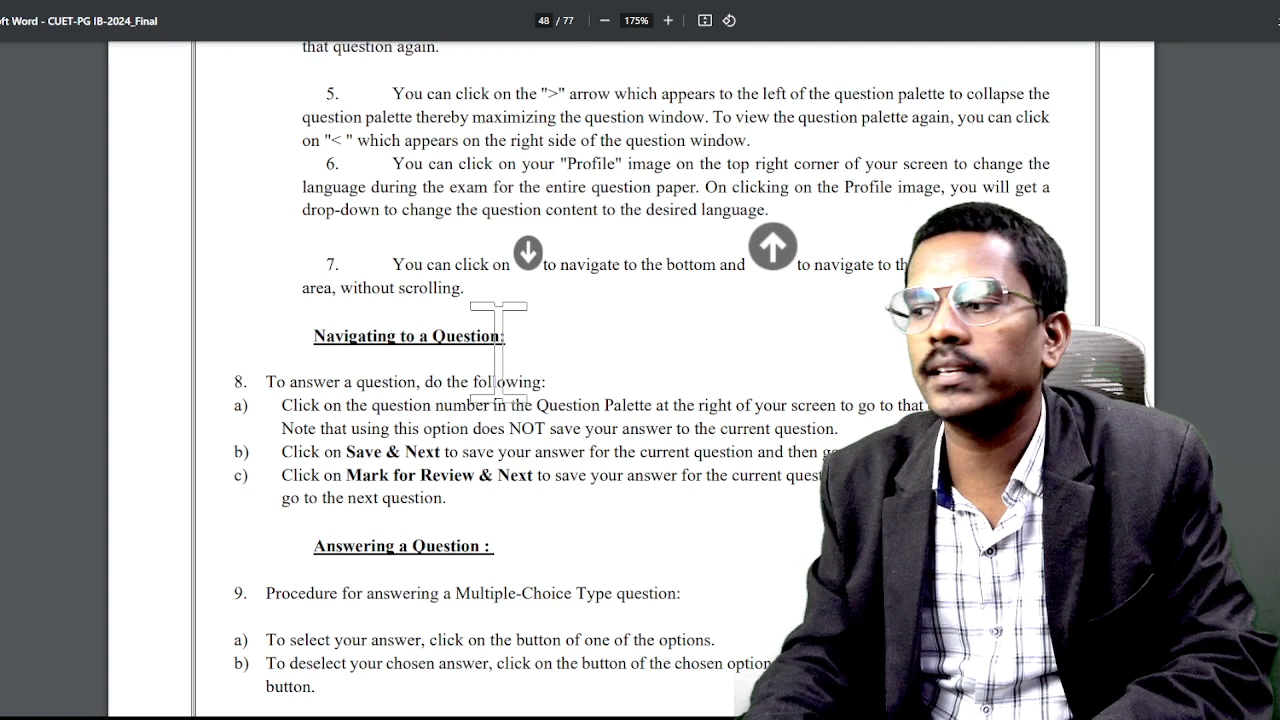 oft Word - CUET-PG IB-2024_Final
48 / 77
175%
that question again.
5. You can click on the ">" arrow which appears to the left of the question palette to collapse the
question palette thereby maximizing the question window. To view the question palette again, you can click
on "< " which appears on the right side of the question window.
6. You can click on your "Profile" image on the top right corner of your screen to change the
language during the exam for the entire question paper. On clicking on the Profile image, you will get a
drop-down to change the question content to the desired language.
7. You can click on to navigate to the bottom and to navigate to
area, without scrolling.
Navigating to a Question:
8. To answer a question, do the following:
a) Click on the question number in the Question Palette at the right of your screen to go to that
Note that using this option does NOT save your answer to the current question.
b) Click on Save & Next to save your answer for the current question and then
c) Click on Mark for Review & Next to save your answer for the current
go to the next question.
Answering a Question :
9. Procedure for answering a Multiple-Choice Type question:
a) To select your answer, click on the button of one of the options.
b) To deselect your chosen answer, click on the button of the chosen option
button.